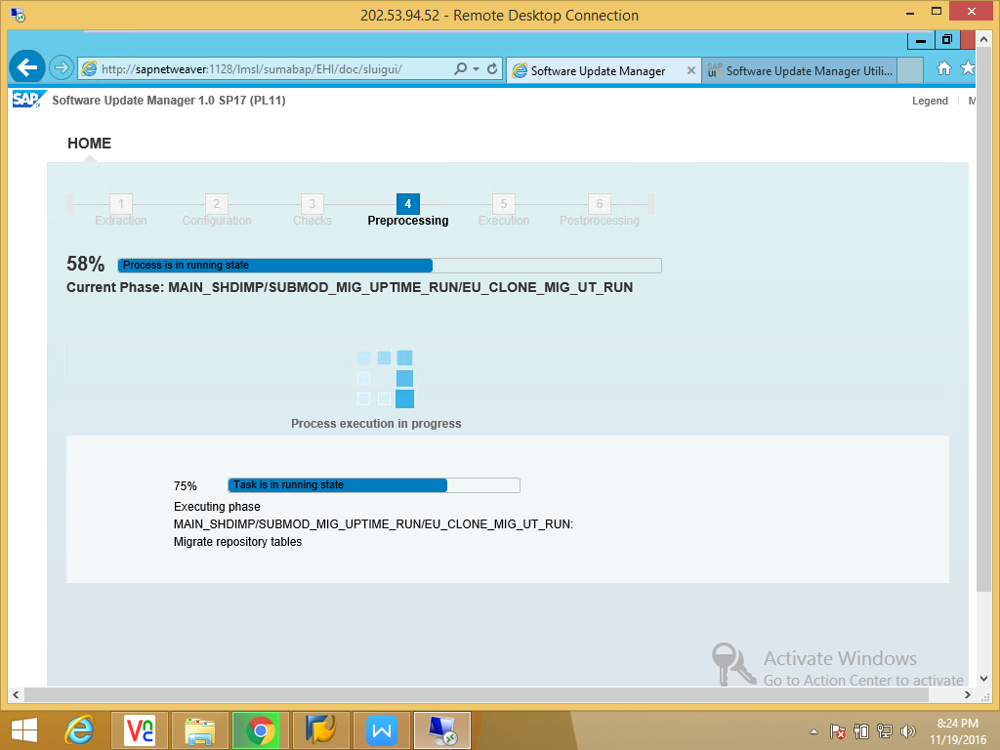 202.53.94.52 - Remote Desktop Connection
http://sapnetweaver:1128/lmsl/sumabap/EHI/doc/sluigui/
Software Update Manager
SAP UI5
Software Update Manager Utili...
SAP
Software Update Manager 1.0 SP17 (PL11)
Legend
M
HOME
1
2
3
4
5
6
Extraction
Configuration
Checks
Preprocessing
Execution
Postprocessing
58%
Process is in running state
Current Phase: MAIN_SHDIMP/SUBMOD_MIG_UPTIME_RUN/EU_CLONE_MIG_UT_RUN
Process execution in progress
75%
Task is in running state
Executing phase
MAIN_SHDIMP/SUBMOD_MIG_UPTIME_RUN/EU_CLONE_MIG_UT_RUN:
Migrate repository tables
Activate Windows
Go to Action Center to activate
8:24 PM
11/19/2016